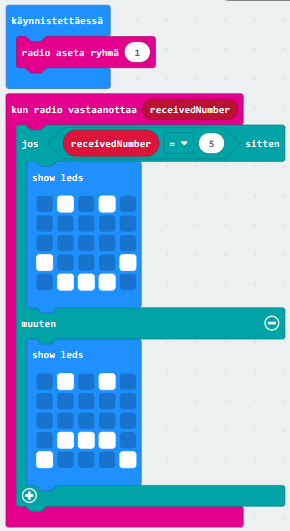 käynnistettäessä
radio aseta ryhmä 1
kun radio vastaanottaa receivedNumber
jos receivedNumber = 5 sitten
show leds
muuten
show leds